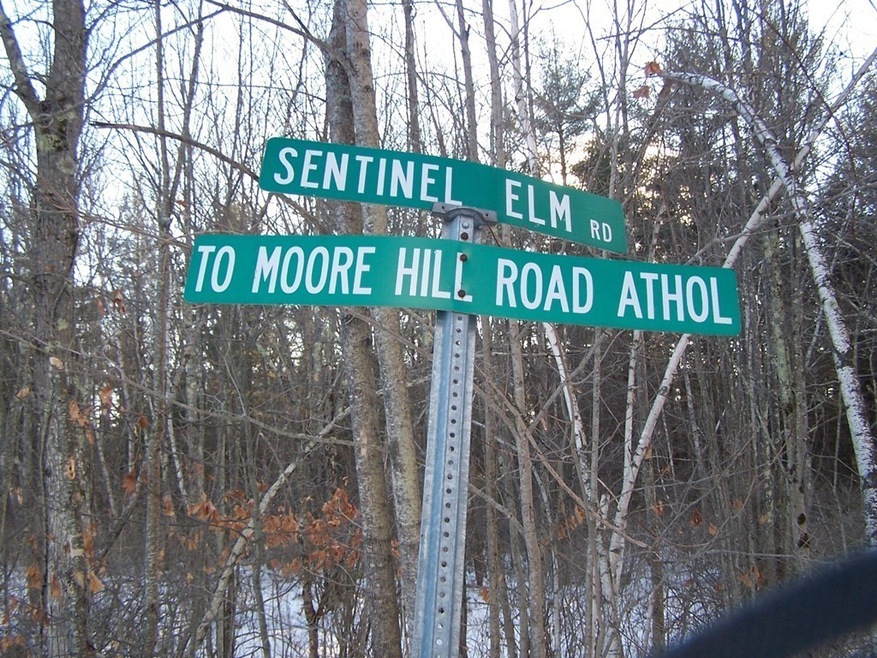 SENTINEL ELM RD
TO MOORE HILL ROAD ATHOL